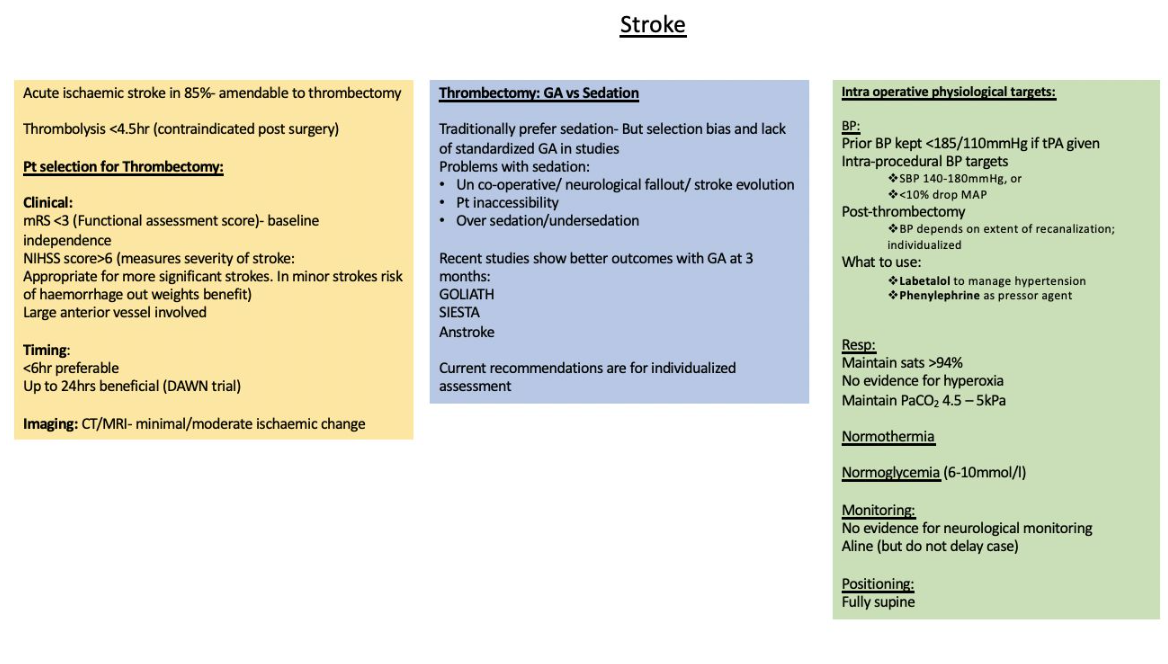 Stroke
Acute ischaemic stroke in 85%- amendable to thrombectomy
Thrombolysis <4.5hr (contraindicated post surgery)
Pt selection for Thrombectomy:
Clinical:
mRS <3 (Functional assessment score)- baseline
independence
NIHSS score>6 (measures severity of stroke:
Appropriate for more significant strokes. In minor strokes risk
of haemorrhage out weights benefit)
Large anterior vessel involved
Timing:
<6hr preferable
Up to 24hrs beneficial (DAWN trial)
Imaging: CT/MRI- minimal/moderate ischaemic change
Thrombectomy: GA vs Sedation
Traditionally prefer sedation- But selection bias and lack
of standardized GA in studies
Problems with sedation:
• Un co-operative/ neurological fallout/ stroke evolution
• Pt inaccessibility
• Over sedation/undersedation
Recent studies show better outcomes with GA at 3
months:
GOLIATH
SIESTA
Anstroke
Current recommendations are for individualized
assessment
Intra operative physiological targets:
BP:
Prior BP kept <185/110mmHg if tPA given
Intra-procedural BP targets
❖SBP 140-180mmHg, or
❖<10% drop MAP
Post-thrombectomy
❖BP depends on extent of recanalization;
individualized
What to use:
❖Labetalol to manage hypertension
❖Phenylephrine as pressor agent
Resp:
Maintain sats >94%
No evidence for hyperoxia
Maintain PaCO₂ 4.5 – 5kPa
Normothermia
Normoglycemia (6-10mmol/l)
Monitoring:
No evidence for neurological monitoring
Aline (but do not delay case)
Positioning:
Fully supine